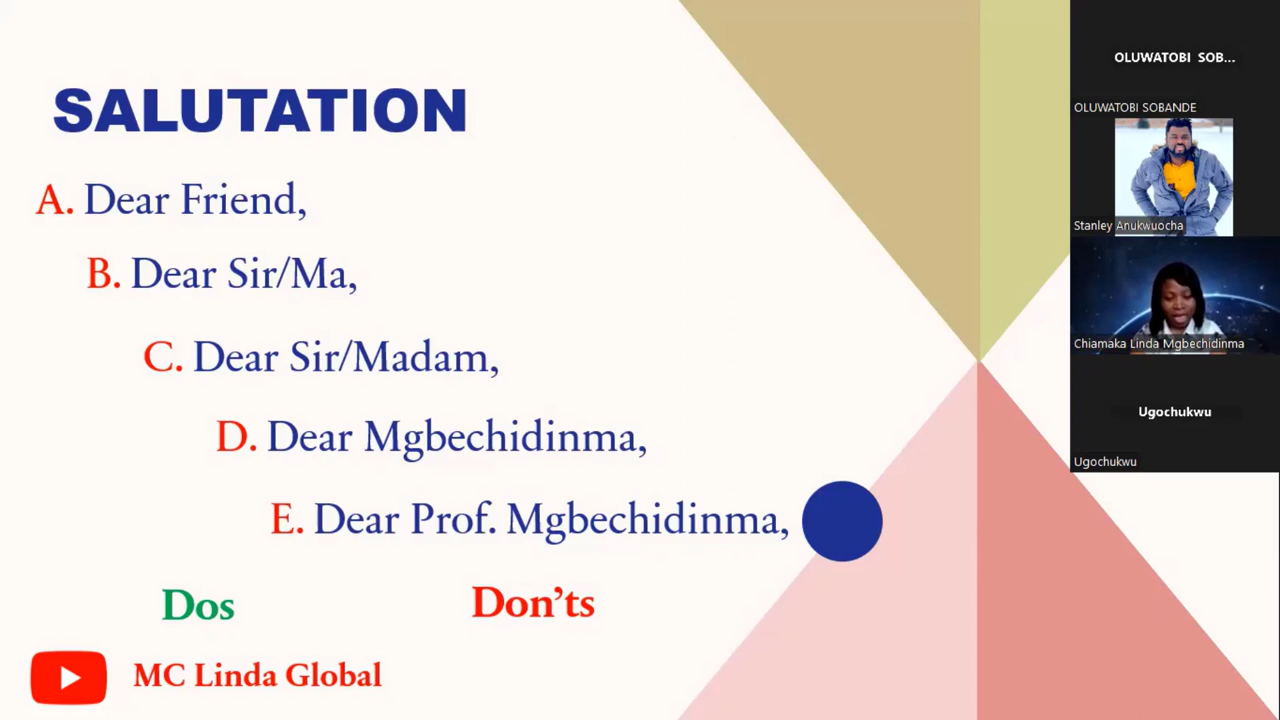 SALUTATION
A. Dear Friend,
B. Dear Sir/Ma,
C. Dear Sir/Madam,
D. Dear Mgbechidinma,
E. Dear Prof. Mgbechidinma,
Dos
Don’ts
MC Linda Global
OLUWATOBI SOB...
OLUWATOBI SOBANDE
Stanley Anukwuocha
Chiamaka Linda Mgbechidinma
Ugochukwu
Ugochukwu